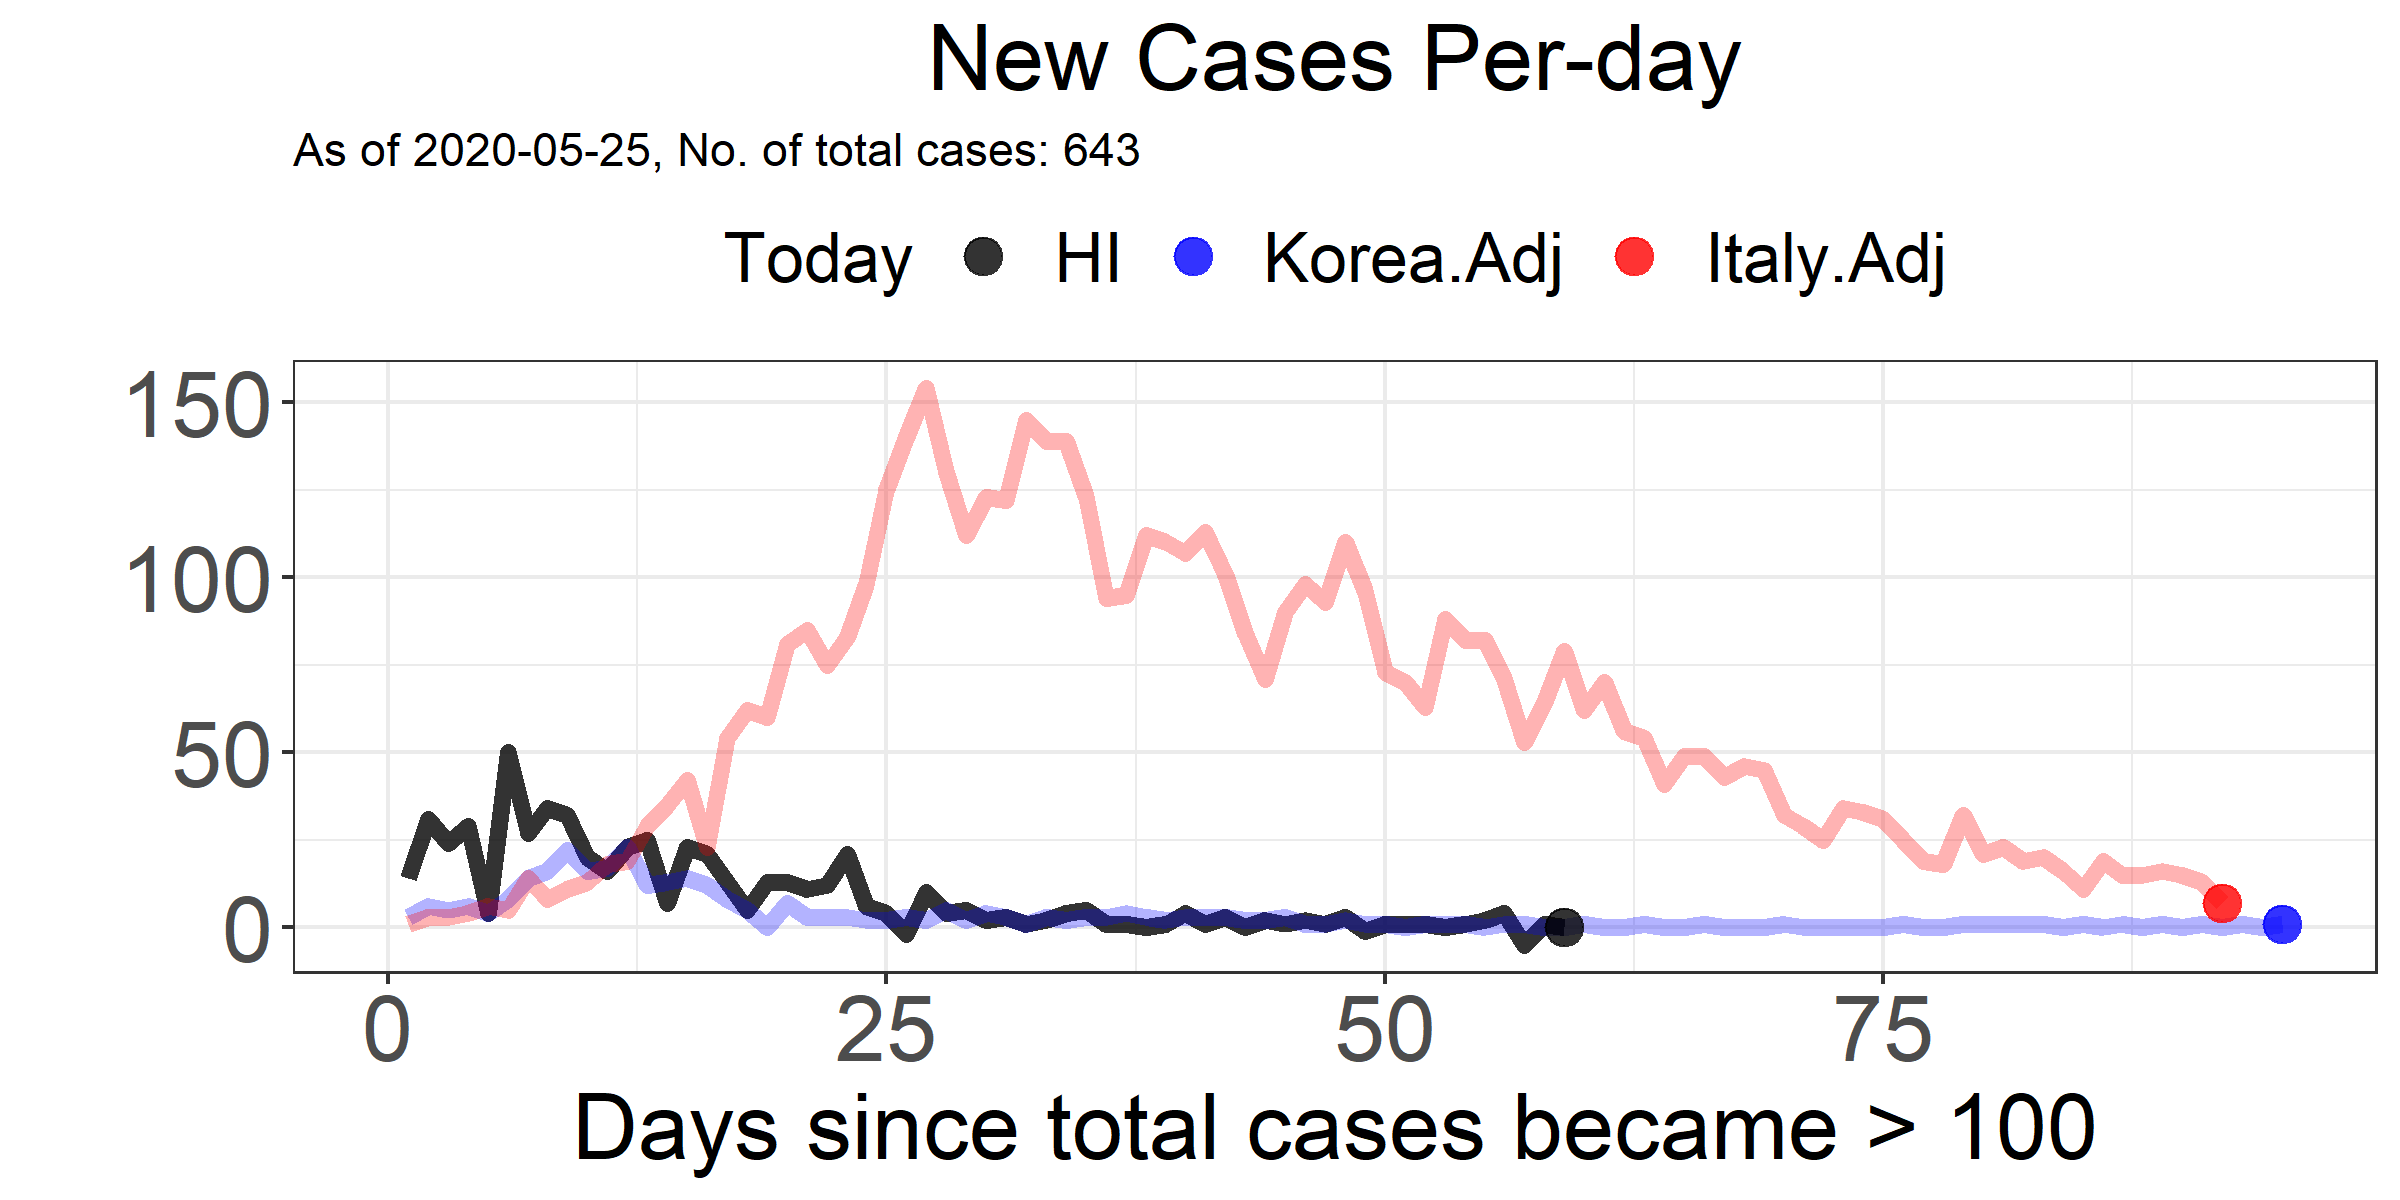 New Cases Per-day
As of 2020-05-25, No. of total cases: 643
Today HI Korea.Adj Italy.Adj
150
100
50
0
0 25 50 75
Days since total cases became > 100